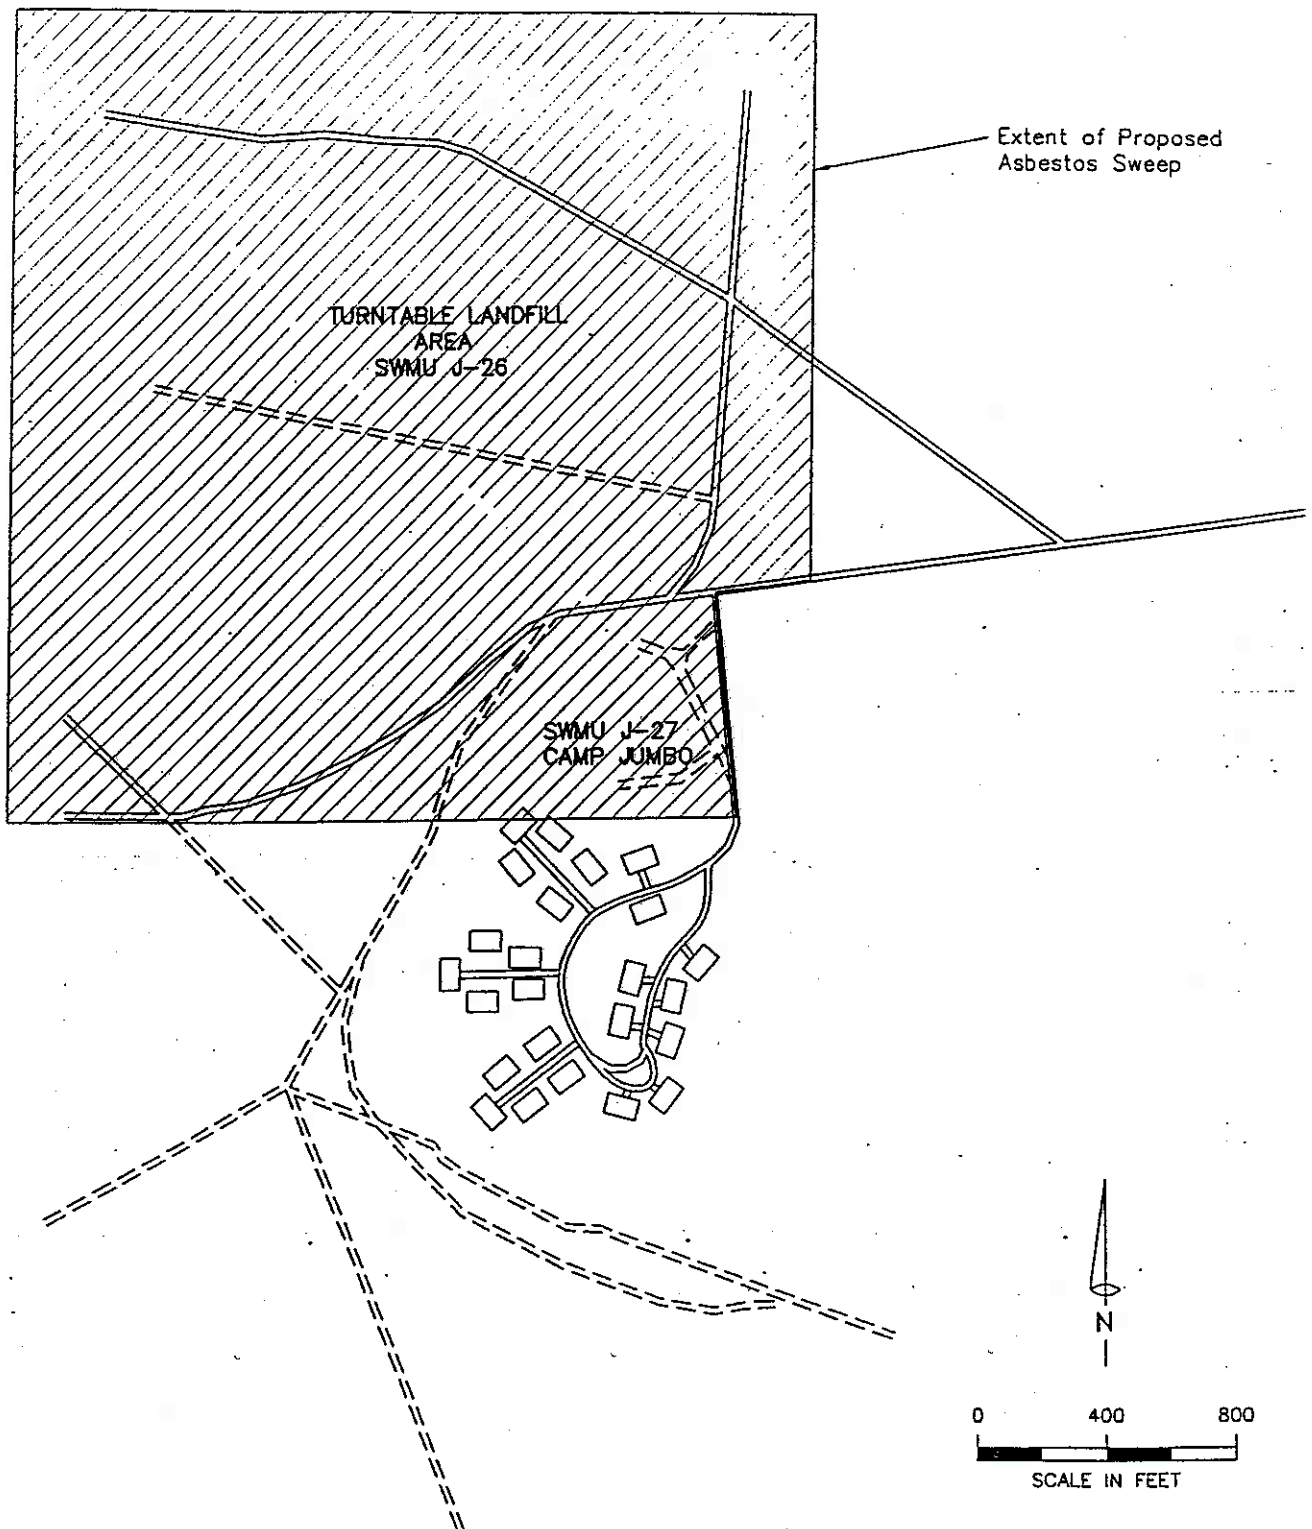 Extent of Proposed
Asbestos Sweep
TURNTABLE LANDFILL
AREA
SWMU J-26
SWMU J-27
CAMP JUMBO
N
0 400 800
SCALE IN FEET